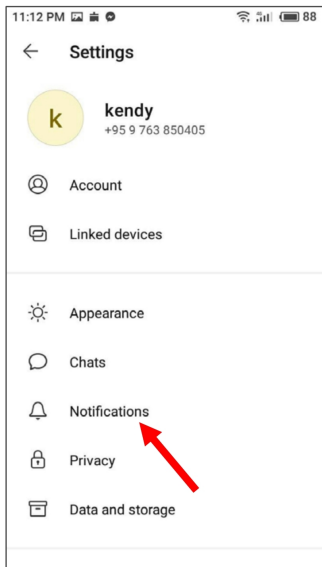 11:12 PM 88
Settings
k
kendy
+95 9 763 850405
Account
Linked devices
Appearance
Chats
Notifications
Privacy
Data and storage